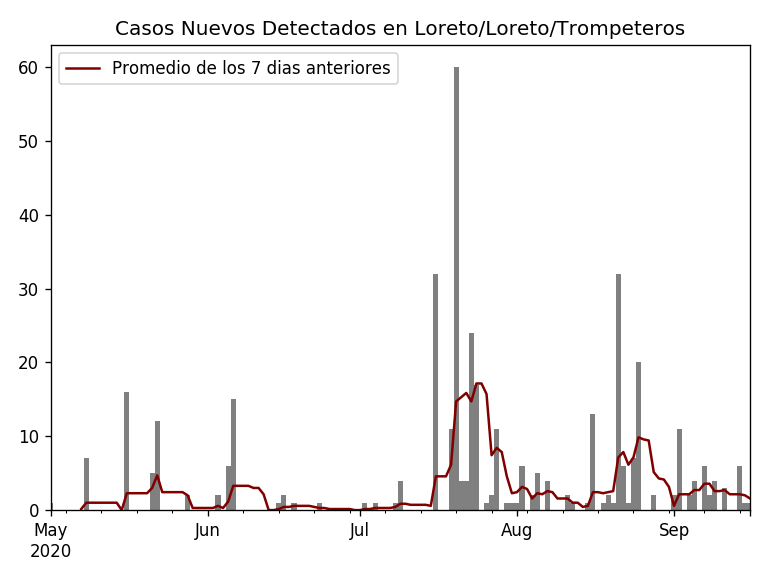 Casos Nuevos Detectados en Loreto/Loreto/Trompeteros
Promedio de los 7 dias anteriores
60
50
40
30
20
10
0
May Jun Jul Aug Sep
2020